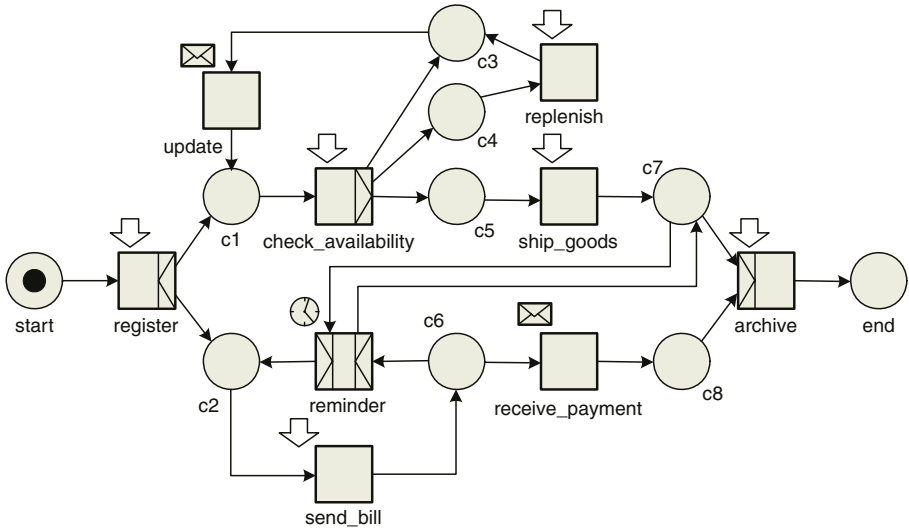 c3
replenish
c4
update
c7
c1
check_availability
c5
ship_goods
start
register
archive
end
c6
c2
reminder
receive_payment
c8
send_bill